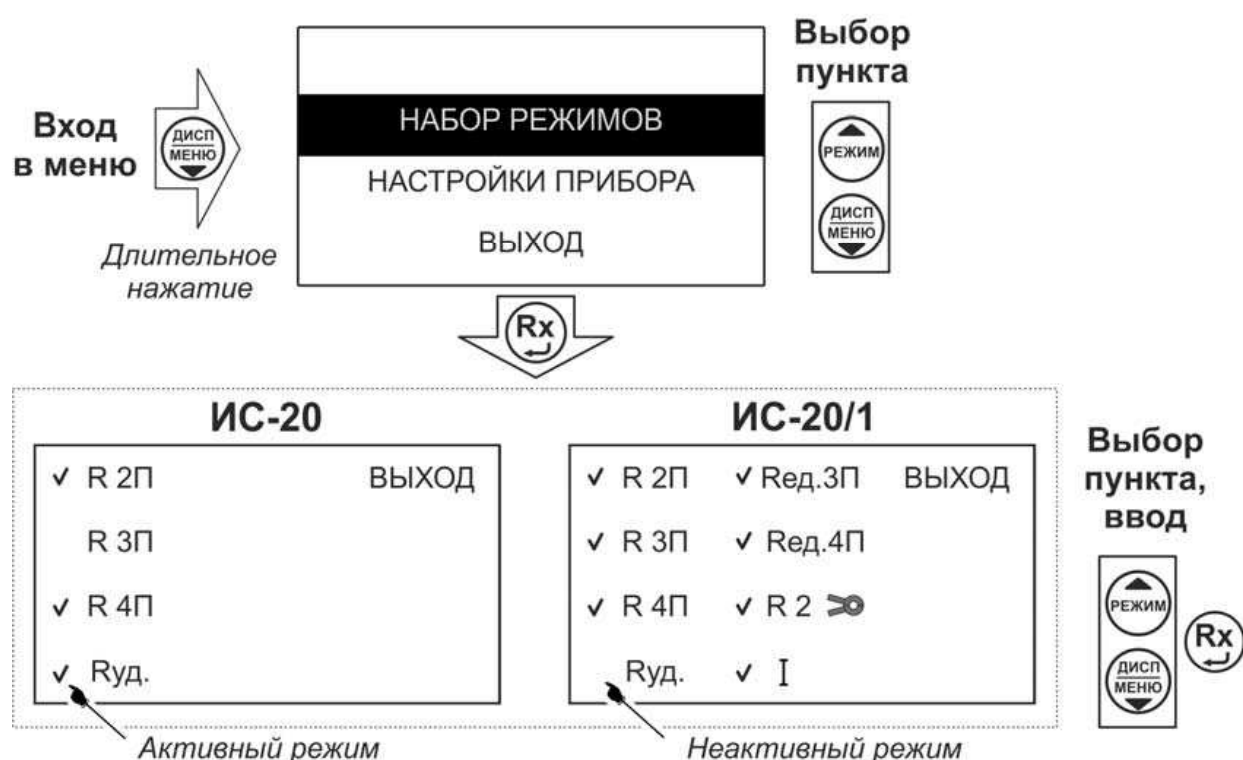 Вход
в меню
ДИСП
МЕНЮ
Длительное
нажатие
НАБОР РЕЖИМОВ
НАСТРОЙКИ ПРИБОРА
ВЫХОД
Выбор
пункта
РЕЖИМ
ДИСП
МЕНЮ
Rx
ИС-20
✓ R 2П ВЫХОД
R 3П
✓ R 4П
✓ Rуд.
Активный режим
ИС-20/1
✓ R 2П ✓ Rед.3П ВЫХОД
✓ R 3П ✓ Rед.4П
✓ R 4П ✓ R 2
Rуд. ✓ I
Неактивный режим
Выбор
пункта,
ввод
РЕЖИМ
ДИСП
МЕНЮ
Rx